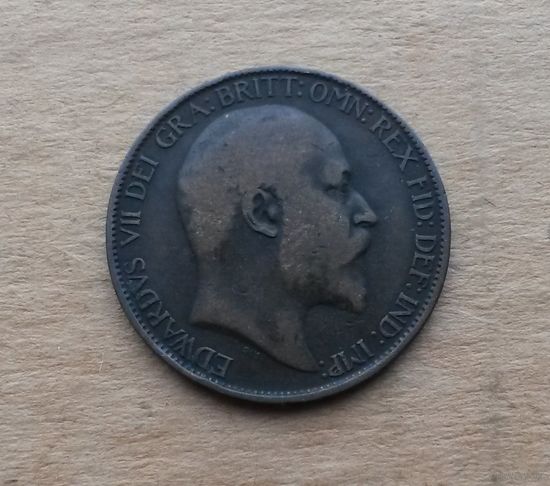 EDWARDVS VII DEI GRA: BRITT: OMN: REX FID: DEF: IND: IMP: